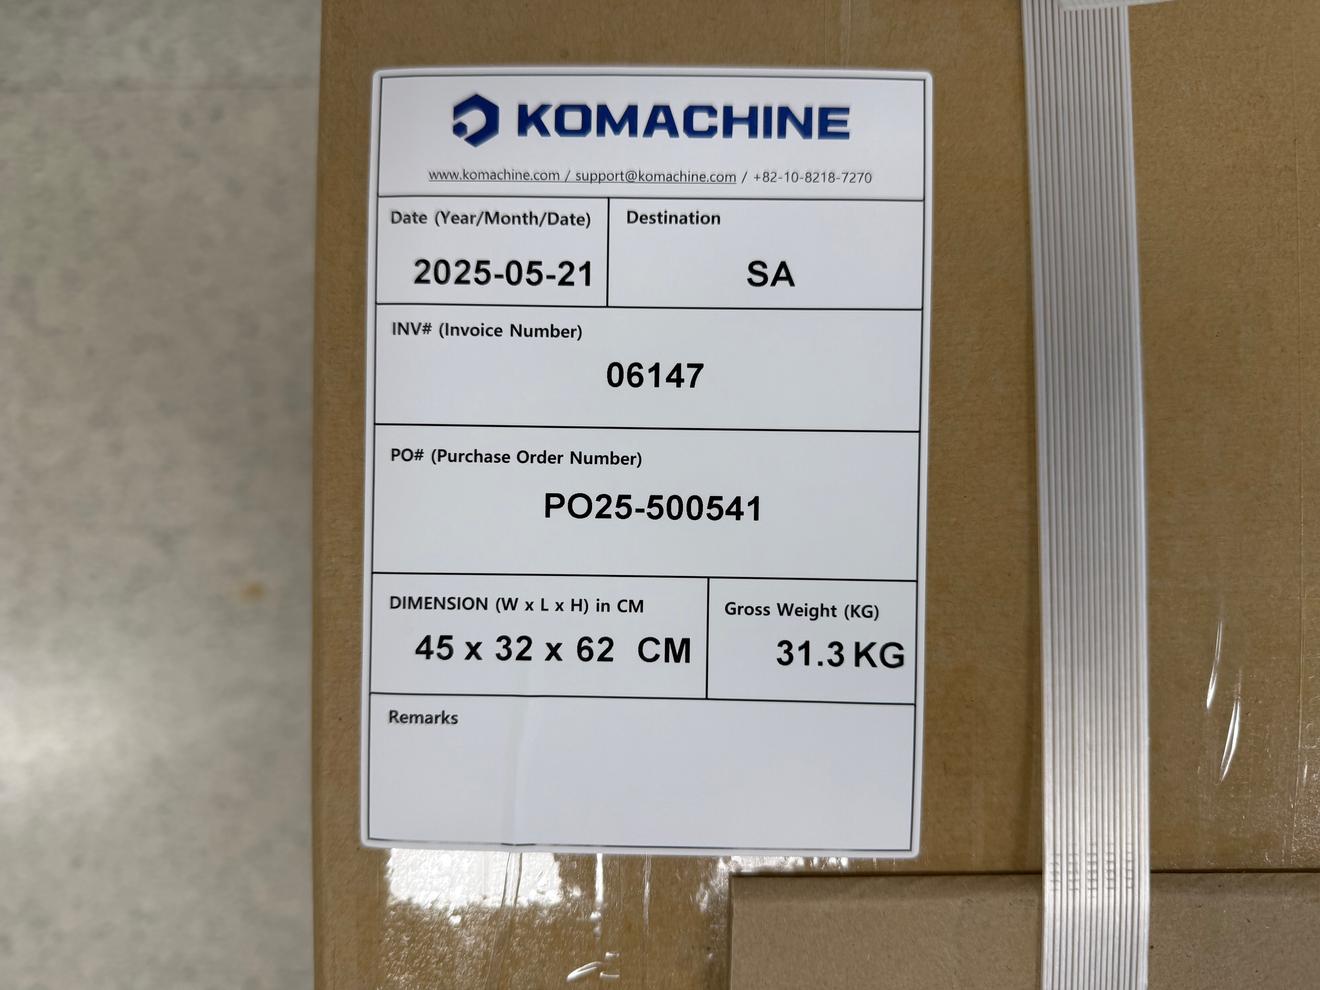 KOMACHINE
www.komachine.com / support@komachine.com / +82-10-8218-7270
Date (Year/Month/Date)
2025-05-21
Destination
SA
INV# (Invoice Number)
06147
PO# (Purchase Order Number)
PO25-500541
DIMENSION (W x L x H) in CM
45 x 32 x 62 CM
Gross Weight (KG)
31.3 KG
Remarks